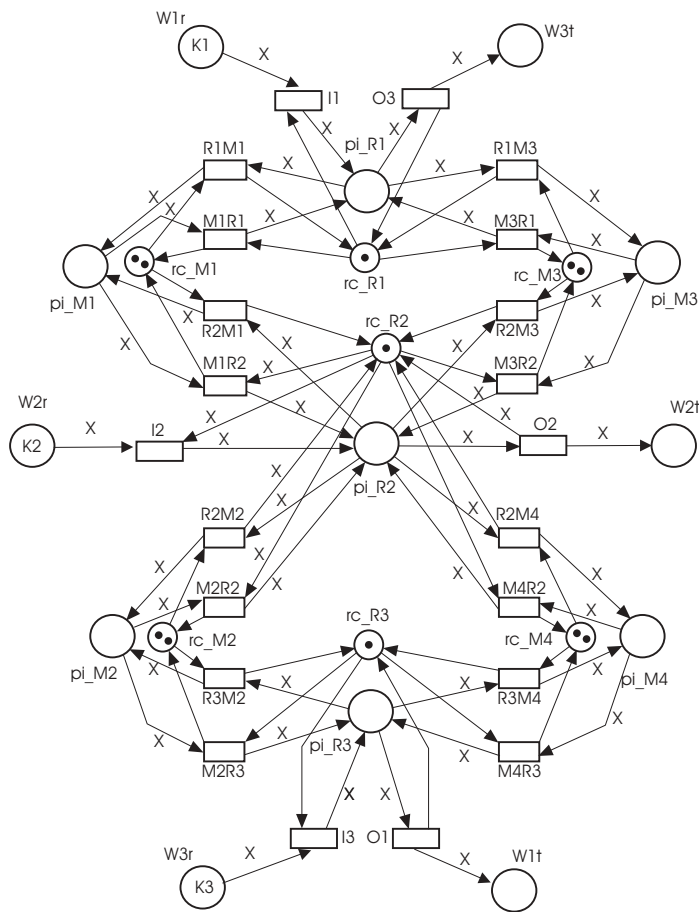 W1r
W3t
K1
X
X
I1
O3
X
X
pi_R1
R1M1
R1M3
X
X
X
X
X
M1R1
M3R1
X
X
X
rc_M1
rc_R1
rc_M3
pi_M1
pi_M3
X
X
R2M1
rc_R2
R2M3
X
X
X
X
M1R2
M3R2
X
X
W2r
W2t
X
X
K2
X
I2
X
X
O2
X
pi_R2
X
R2M2
X
X
R2M4
X
X
X
X
X
M2R2
X
X
M4R2
X
rc_R3
rc_M2
rc_M4
pi_M2
pi_M4
X
X
X
X
R3M2
R3M4
X
X
X
X
pi_R3
M2R3
M4R3
X
X
I3
O1
W3r
X
X
W1t
K3